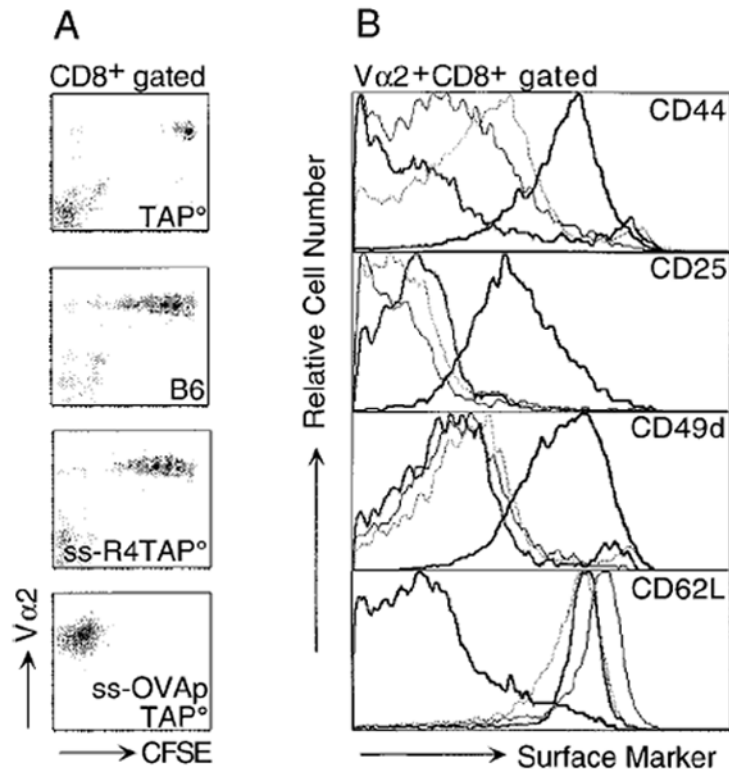 A
CD8+ gated
TAP°
B6
ss-R4TAP°
ss-OVAp
TAP°
Vα2
CFSE
B
Vα2+CD8+ gated
CD44
CD25
CD49d
CD62L
Relative Cell Number
Surface Marker